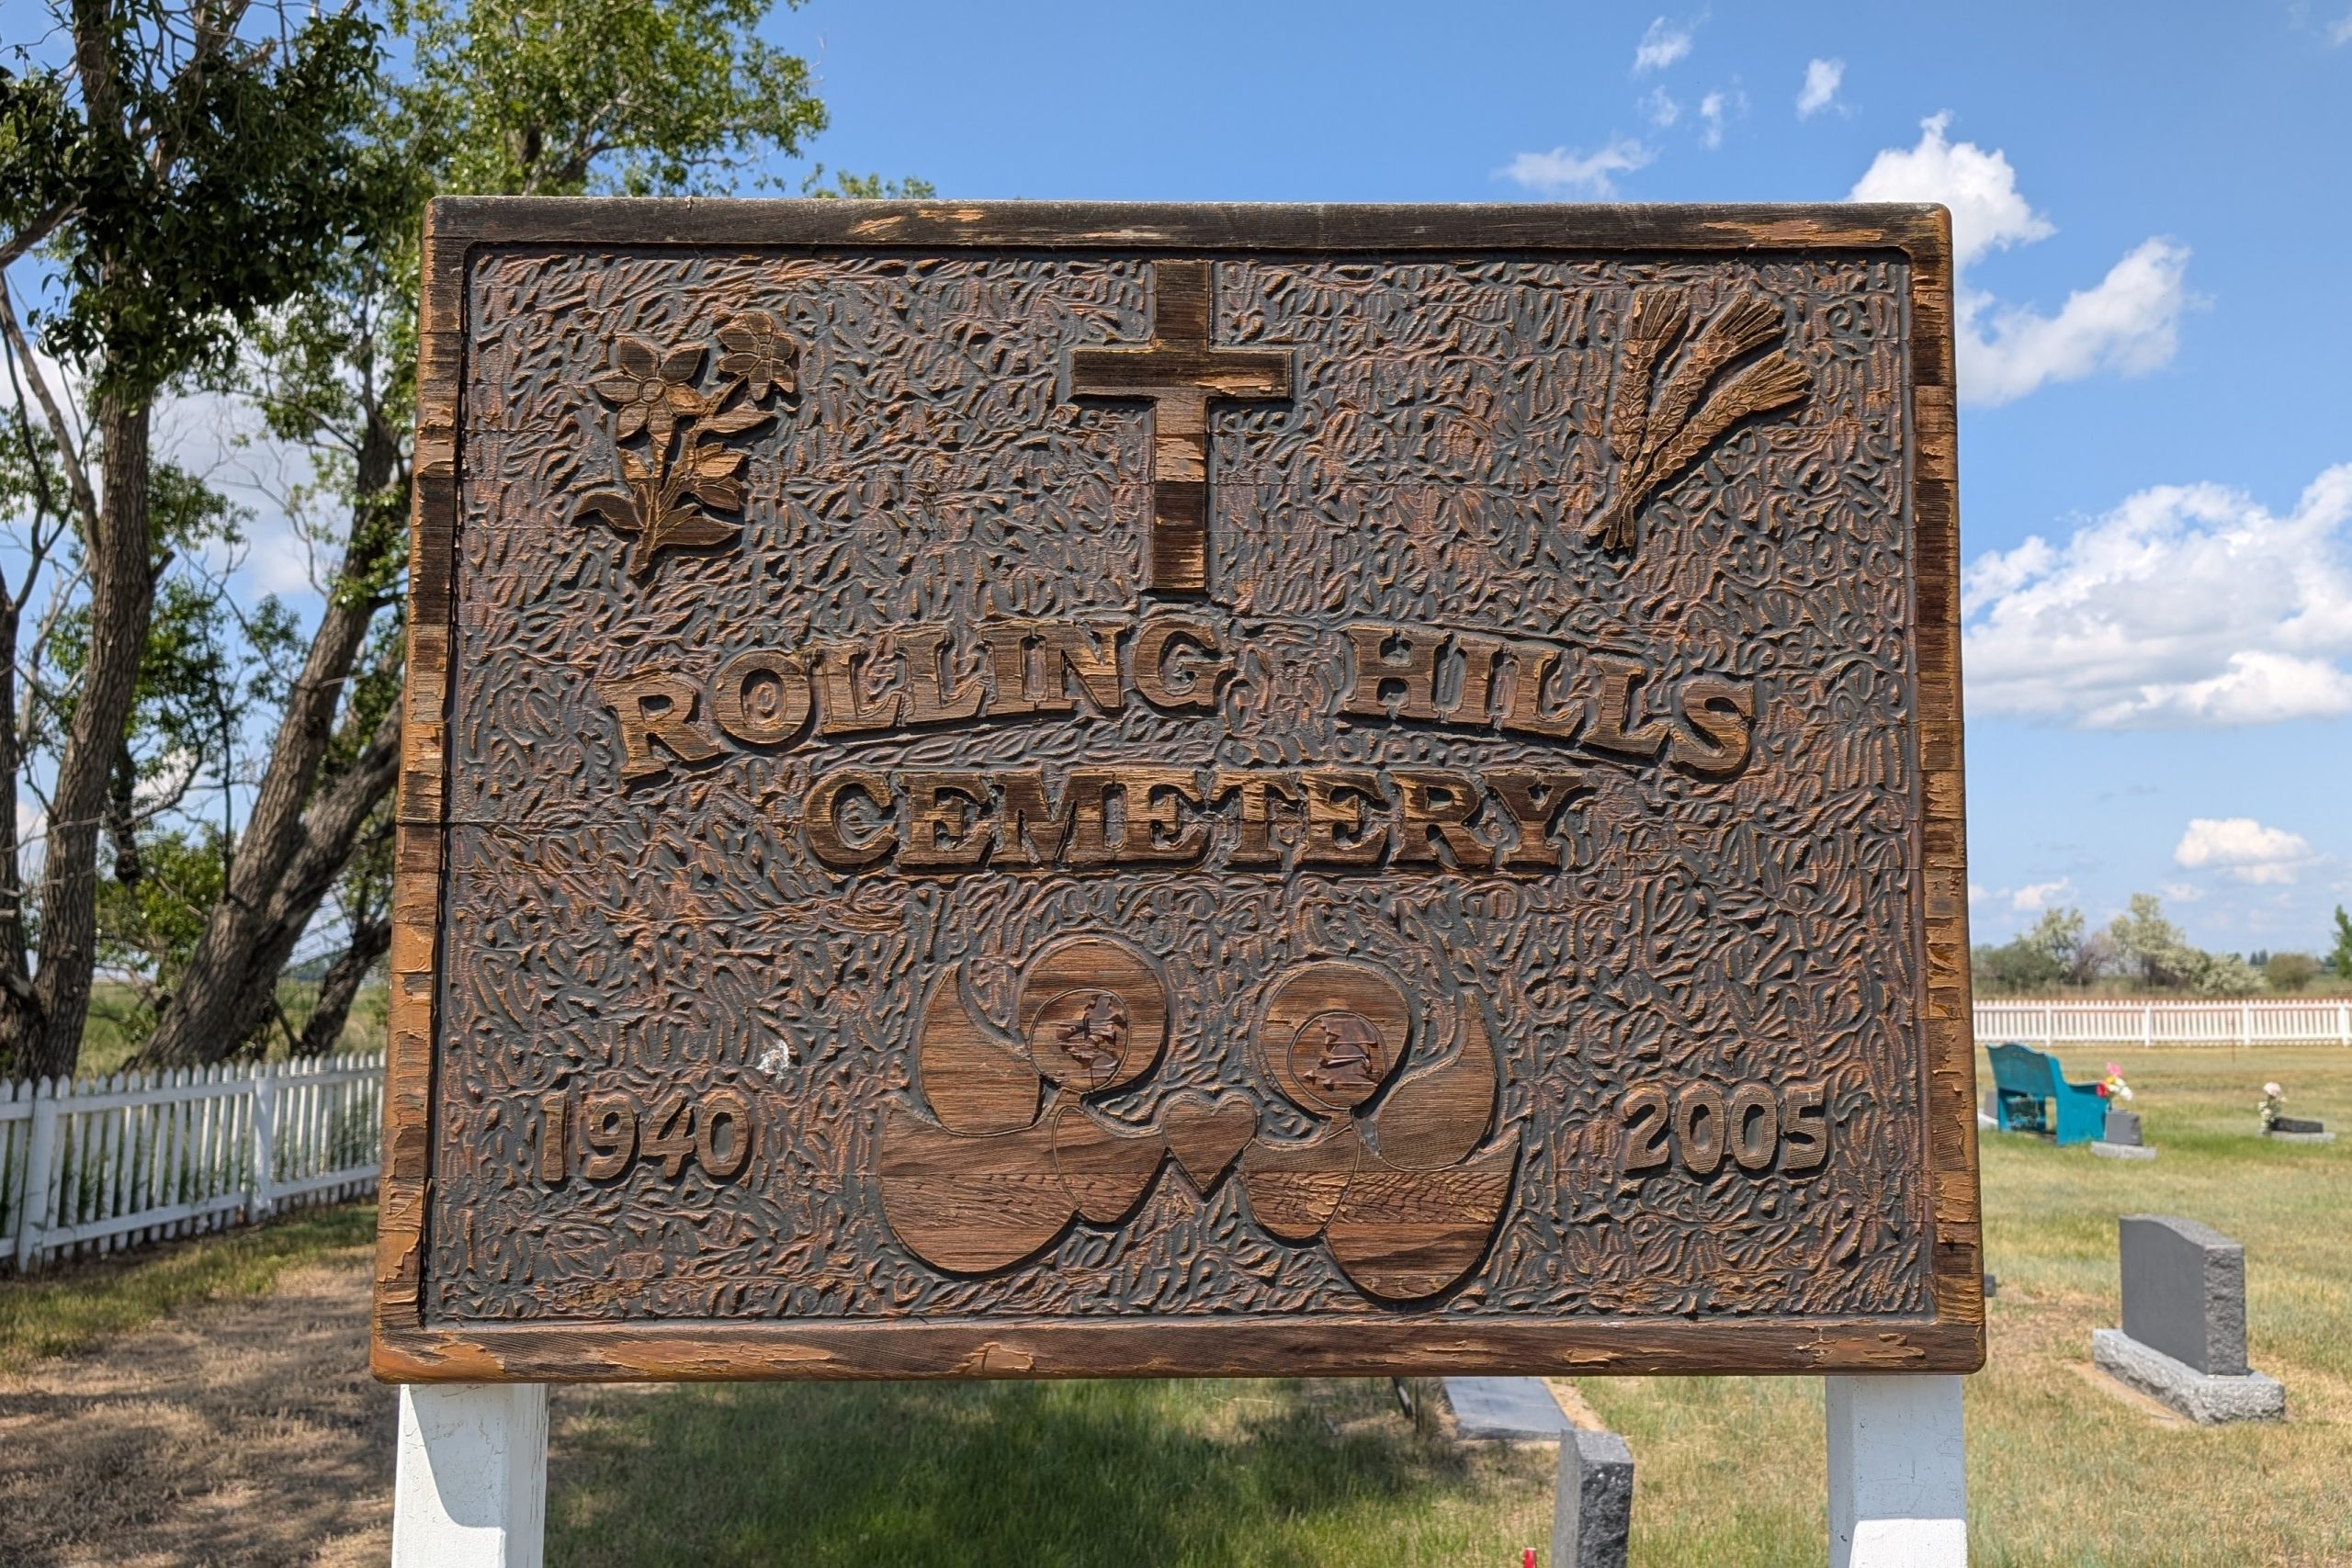 ROLLING HILLS
CEMETERY
1940 2005